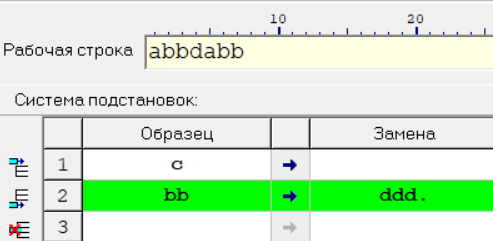 10 20
Рабочая строка abbdabb
Система подстановок:
Образец → Замена
1 c →
2 bb → ddd.
3 →